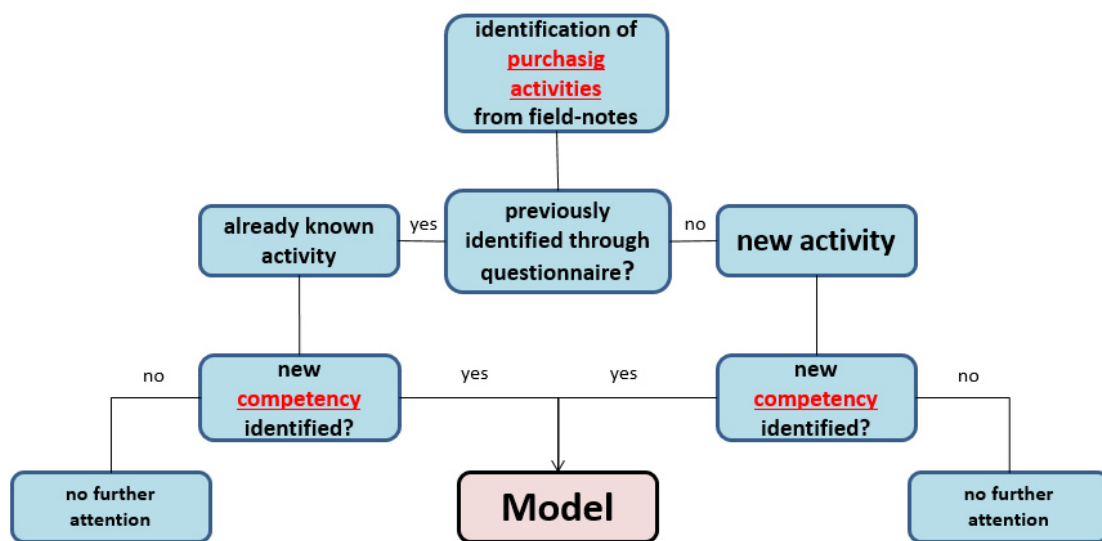 identification of
purchasig
activities
from field-notes
already known
activity
yes
previously
identified through
questionnaire?
no
new activity
no
new
competency
identified?
yes
yes
new
competency
identified?
no
no further
attention
Model
no further
attention